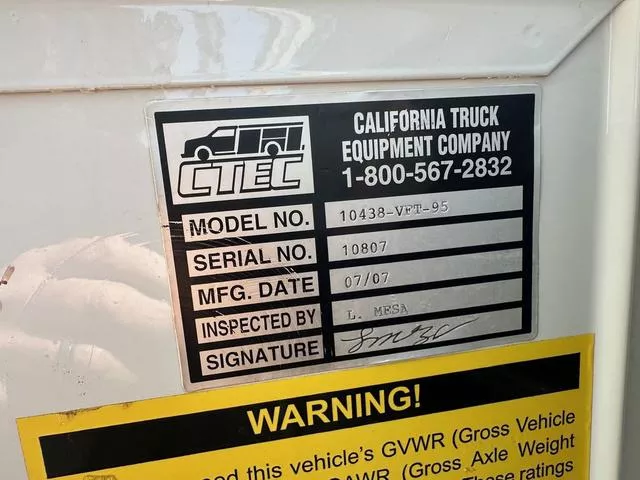 CTEC
CALIFORNIA TRUCK
EQUIPMENT COMPANY
1-800-567-2832
MODEL NO. 10438-VFT-95
SERIAL NO. 10807
MFG. DATE 07/07
INSPECTED BY L. MESA
SIGNATURE
WARNING!
this vehicle's GVWR (Gross Vehicle
(Gross Axle Weight
These ratings